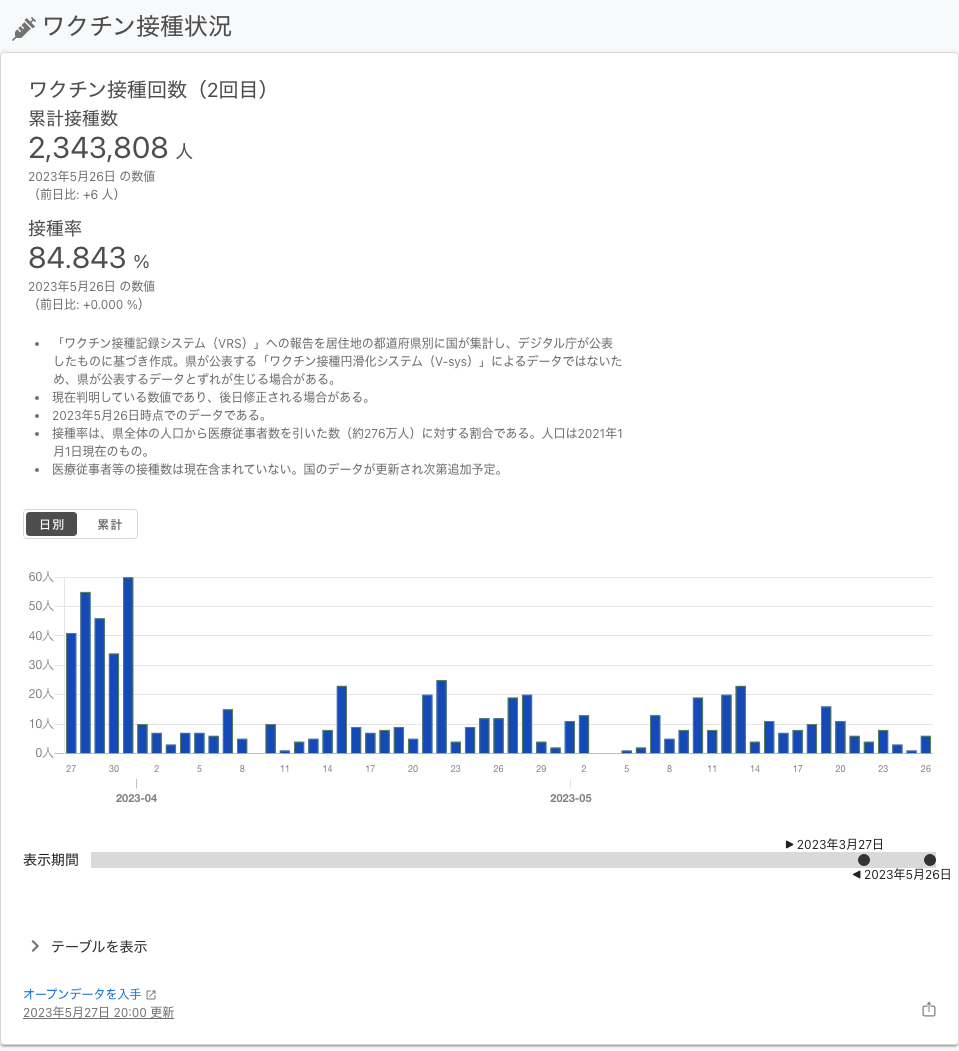 ワクチン接種状況
ワクチン接種回数（2回目）
累計接種数
2,343,808 人
2023年5月26日 の数値
（前日比: +6 人）
接種率
84.843 %
2023年5月26日 の数値
（前日比: +0.000 %）
• 「ワクチン接種記録システム（VRS）」への報告を居住地の都道府県別に国が集計し、デジタル庁が公表
したものに基づき作成。県が公表する「ワクチン接種円滑化システム（V-sys）」によるデータではないた
め、県が公表するデータとずれが生じる場合がある。
• 現在判明している数値であり、後日修正される場合がある。
• 2023年5月26日時点でのデータである。
• 接種率は、県全体の人口から医療従事者数を引いた数（約276万人）に対する割合である。人口は2021年1
月1日現在のもの。
• 医療従事者等の接種数は現在含まれていない。国のデータが更新され次第追加予定。
日別 累計
60人
50人
40人
30人
20人
10人
0人
27 30 2 5 8 11 14 17 20 23 26 29 2 5 8 11 14 17 20 23 26
2023-04 2023-05
▶ 2023年3月27日
表示期間
◀ 2023年5月26日
テーブルを表示
オープンデータを入手
2023年5月27日 20:00 更新